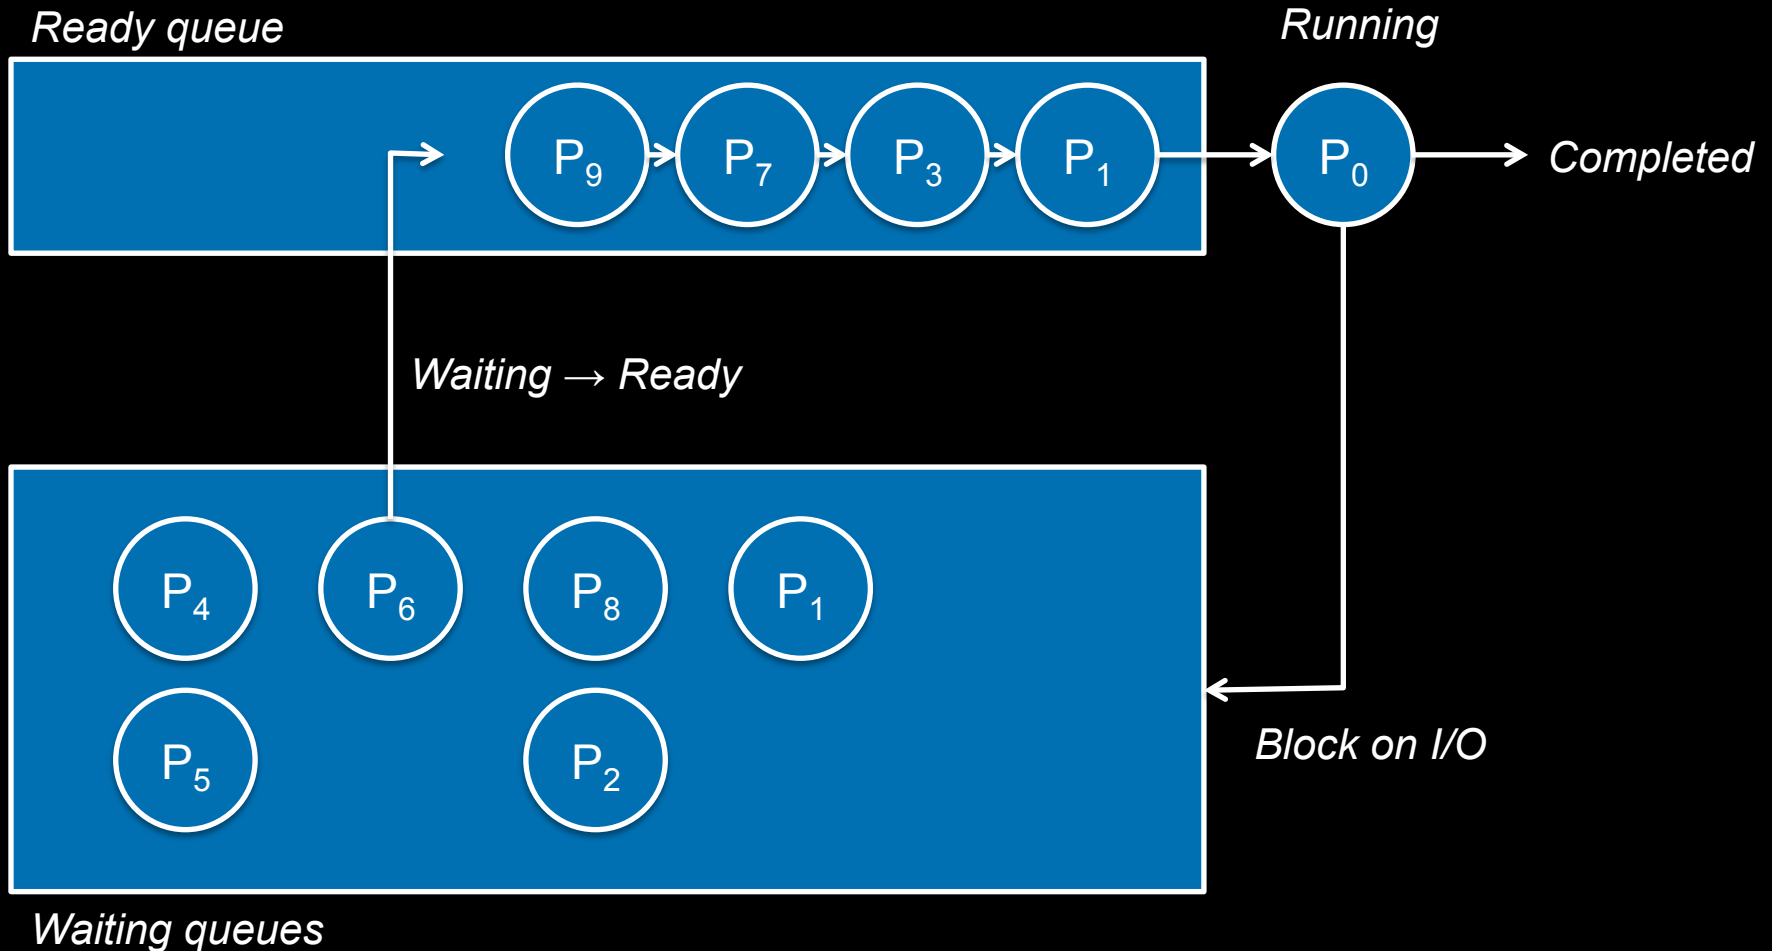 Ready queue
Running
P₉ P₇ P₃ P₁ P₀ Completed
Waiting → Ready
P₄ P₆ P₈ P₁
P₅ P₂
Block on I/O
Waiting queues